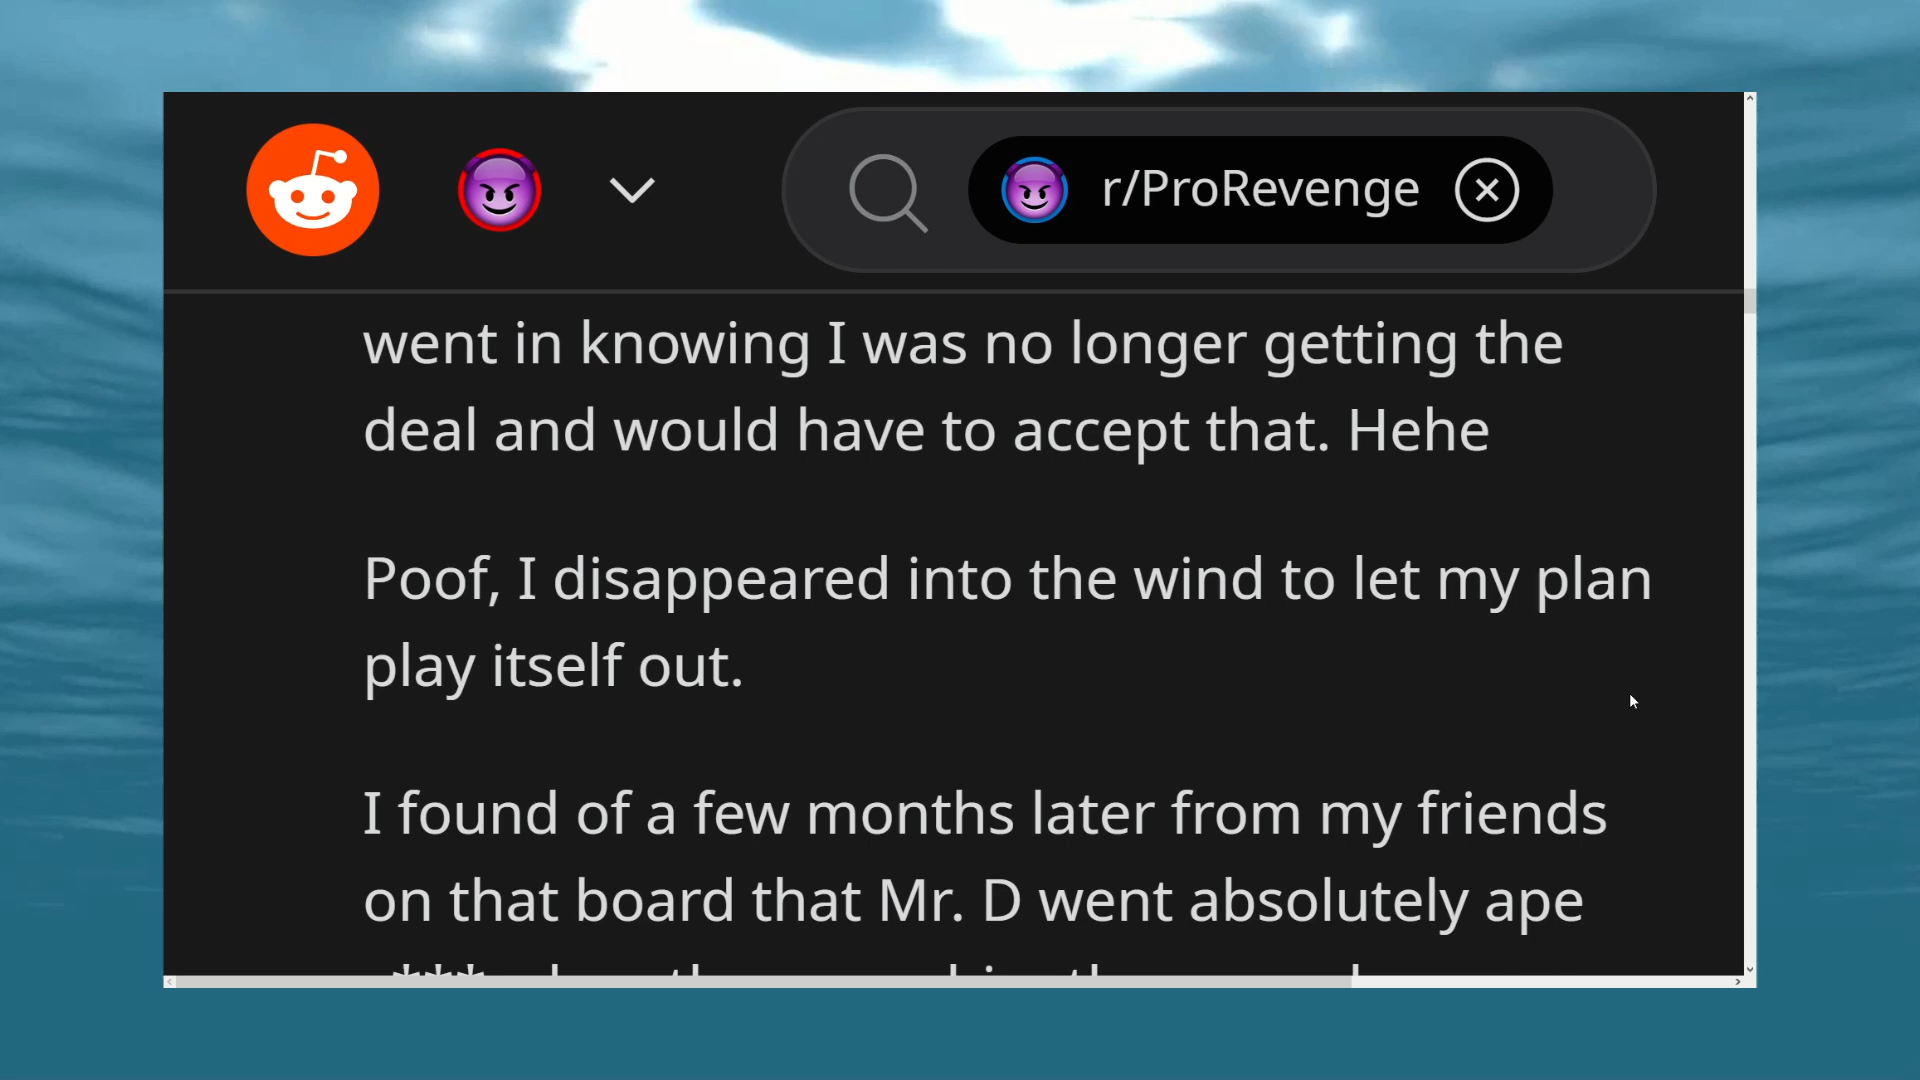 r/ProRevenge
went in knowing I was no longer getting the
deal and would have to accept that. Hehe
Poof, I disappeared into the wind to let my plan
play itself out.
I found of a few months later from my friends
on that board that Mr. D went absolutely ape